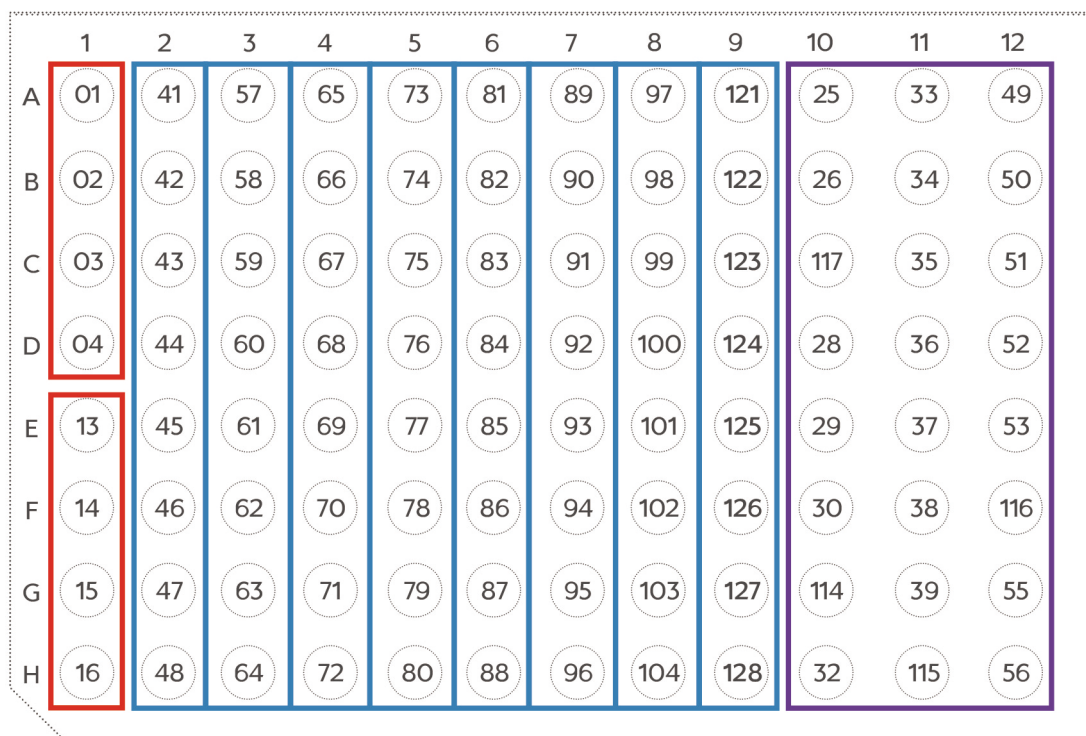 1 2 3 4 5 6 7 8 9 10 11 12
A 01 41 57 65 73 81 89 97 121 25 33 49
B 02 42 58 66 74 82 90 98 122 26 34 50
C 03 43 59 67 75 83 91 99 123 117 35 51
D 04 44 60 68 76 84 92 100 124 28 36 52
E 13 45 61 69 77 85 93 101 125 29 37 53
F 14 46 62 70 78 86 94 102 126 30 38 116
G 15 47 63 71 79 87 95 103 127 114 39 55
H 16 48 64 72 80 88 96 104 128 32 115 56